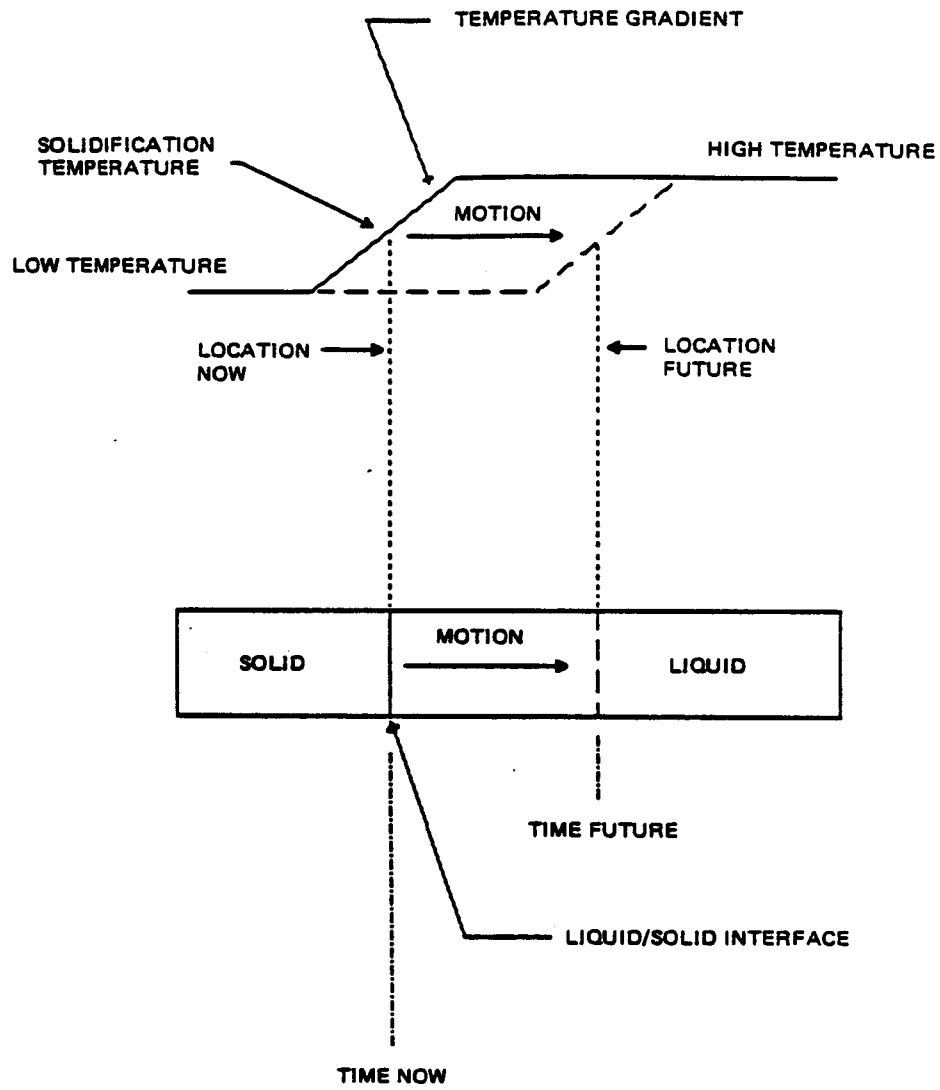 TEMPERATURE GRADIENT
SOLIDIFICATION
TEMPERATURE
HIGH TEMPERATURE
MOTION
LOW TEMPERATURE
LOCATION
NOW
LOCATION
FUTURE
MOTION
SOLID
LIQUID
TIME FUTURE
LIQUID/SOLID INTERFACE
TIME NOW